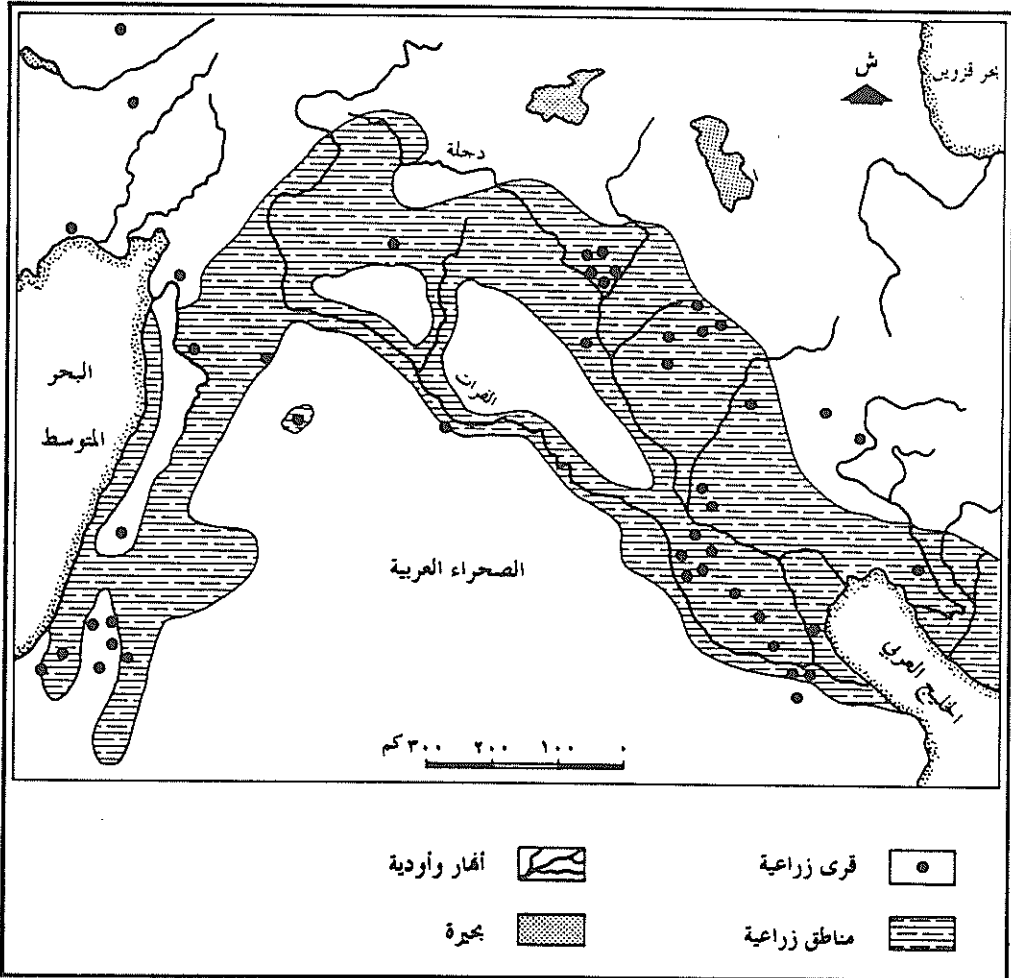 بحر قزوين
ش
دجلة
البحر
المتوسط
الفرات
الصحراء العربية
الخليج العربي
٠ ١٠٠ ٢٠٠ ٣٠٠ كم
قرى زراعية
أنهار وأودية
مناطق زراعية
بحيرة